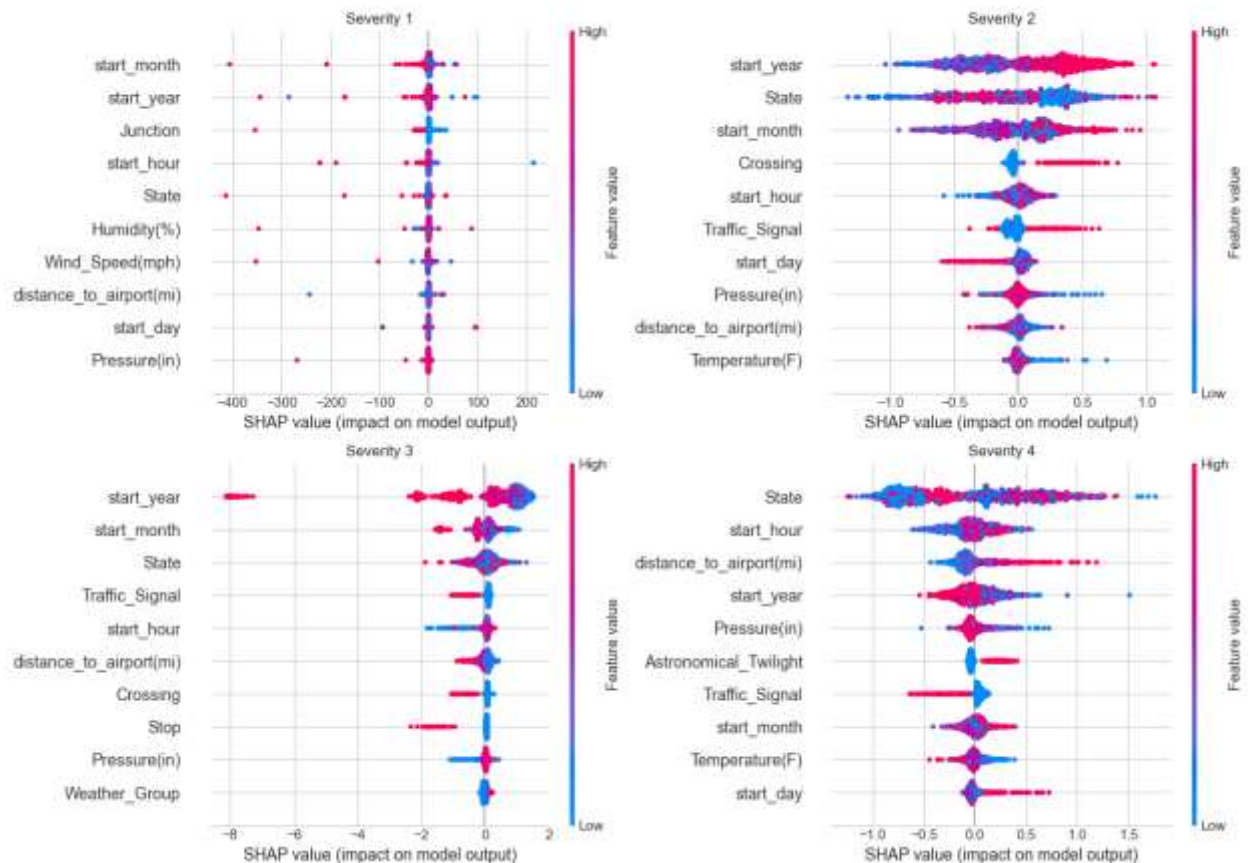 Severity 1
High
start_month
start_year
Junction
start_hour
State
Humidity(%)
Wind_Speed(mph)
distance_to_airport(mi)
start_day
Pressure(in)
Feature value
Low
−400 −300 −200 −100 0 100 200
SHAP value (impact on model output)
Severity 2
High
start_year
State
start_month
Crossing
start_hour
Traffic_Signal
start_day
Pressure(in)
distance_to_airport(mi)
Temperature(F)
Feature value
Low
−1.0 −0.5 0.0 0.5 1.0
SHAP value (impact on model output)
Severity 3
High
start_year
start_month
State
Traffic_Signal
start_hour
distance_to_airport(mi)
Crossing
Stop
Pressure(in)
Weather_Group
Feature value
Low
−8 −6 −4 −2 0 2
SHAP value (impact on model output)
Severity 4
High
State
start_hour
distance_to_airport(mi)
start_year
Pressure(in)
Astronomical_Twilight
Traffic_Signal
start_month
Temperature(F)
start_day
Feature value
Low
−1.0 −0.5 0.0 0.5 1.0 1.5
SHAP value (impact on model output)